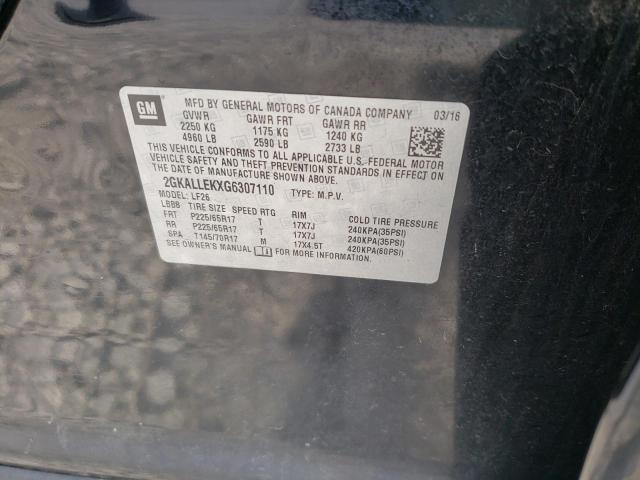 GM
MFD BY GENERAL MOTORS OF CANADA COMPANY 03/16
GVWR GAWR FRT GAWR RR
2250 KG 1175 KG 1240 KG
4960 LB 2590 LB 2733 LB
THIS VEHICLE CONFORMS TO ALL APPLICABLE U.S. FEDERAL MOTOR
VEHICLE SAFETY AND THEFT PREVENTION STANDARDS IN EFFECT ON
THE DATE OF MANUFACTURE SHOWN ABOVE.
2GKALLEKXG6307110 TYPE: M.P.V.
MODEL: LF26
LBBB TIRE SIZE SPEED RTG RIM COLD TIRE PRESSURE
FRT P225/65R17 T 17X7J 240KPA(35PSI)
RR P225/65R17 T 17X7J 240KPA(35PSI)
SPA T145/70R17 M 17X4.5T 420KPA(60PSI)
SEE OWNER'S MANUAL FOR MORE INFORMATION.